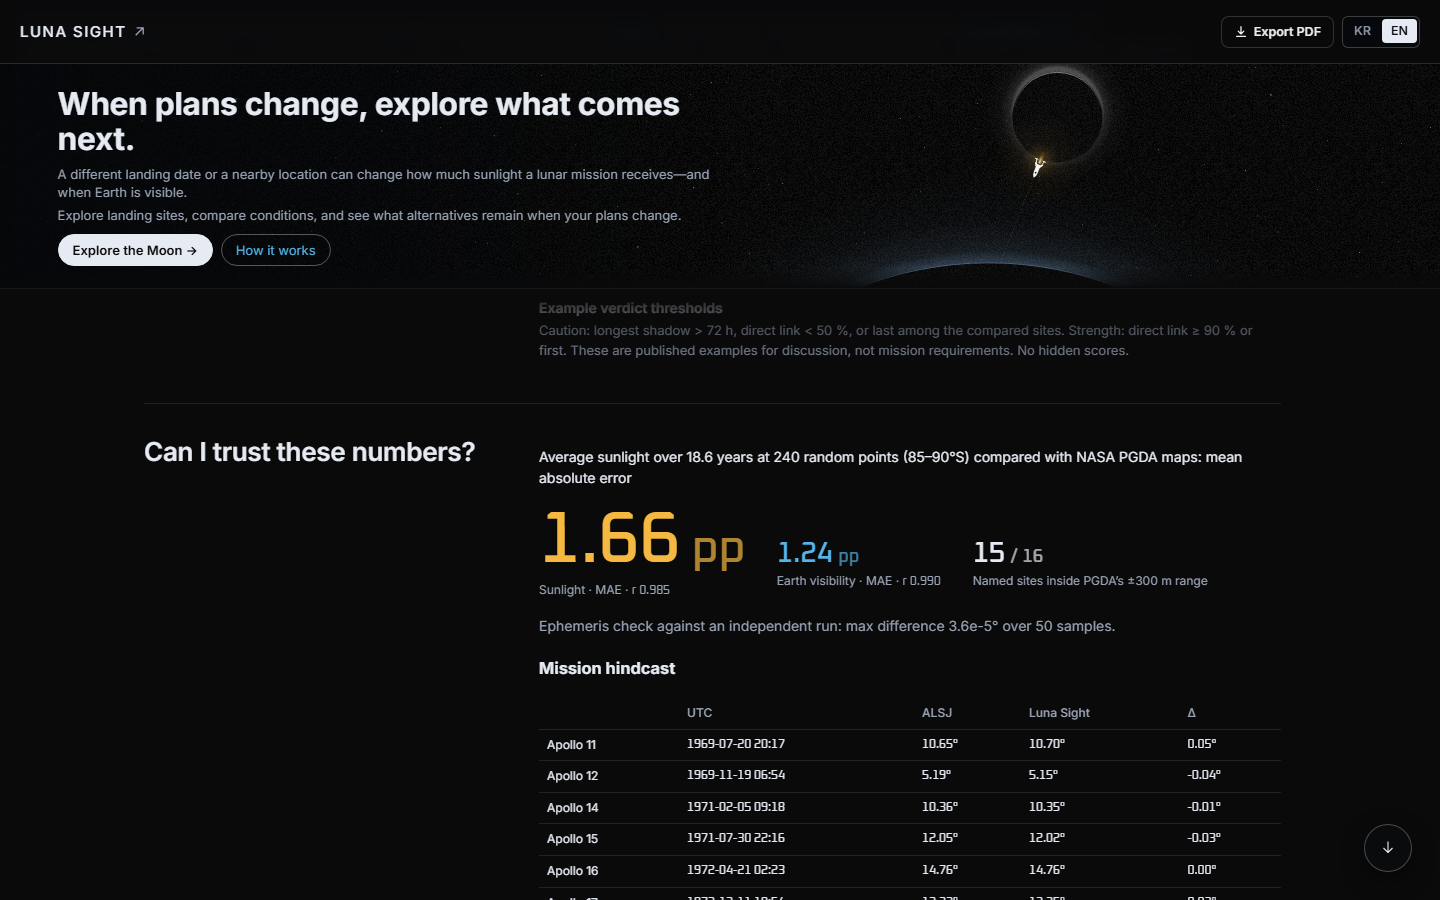 LUNA SIGHT ↗
Export PDF
KR EN
When plans change, explore what comes
next.
A different landing date or a nearby location can change how much sunlight a lunar mission receives—and
when Earth is visible.
Explore landing sites, compare conditions, and see what alternatives remain when your plans change.
Explore the Moon → How it works
Example verdict thresholds
Caution: longest shadow > 72 h, direct link < 50 %, or last among the compared sites. Strength: direct link ≥ 90 % or
first. These are published examples for discussion, not mission requirements. No hidden scores.
Can I trust these numbers?
Average sunlight over 18.6 years at 240 random points (85–90°S) compared with NASA PGDA maps: mean
absolute error
1.66 pp
Sunlight · MAE · r 0.985
1.24 pp
Earth visibility · MAE · r 0.990
15 / 16
Named sites inside PGDA's ±300 m range
Ephemeris check against an independent run: max difference 3.6e-5° over 50 samples.
Mission hindcast
UTC ALSJ Luna Sight Δ
Apollo 11 1969-07-20 20:17 10.65° 10.70° 0.05°
Apollo 12 1969-11-19 06:54 5.19° 5.15° -0.04°
Apollo 14 1971-02-05 09:18 10.36° 10.35° -0.01°
Apollo 15 1971-07-30 22:16 12.05° 12.02° -0.03°
Apollo 16 1972-04-21 02:23 14.76° 14.76° 0.00°